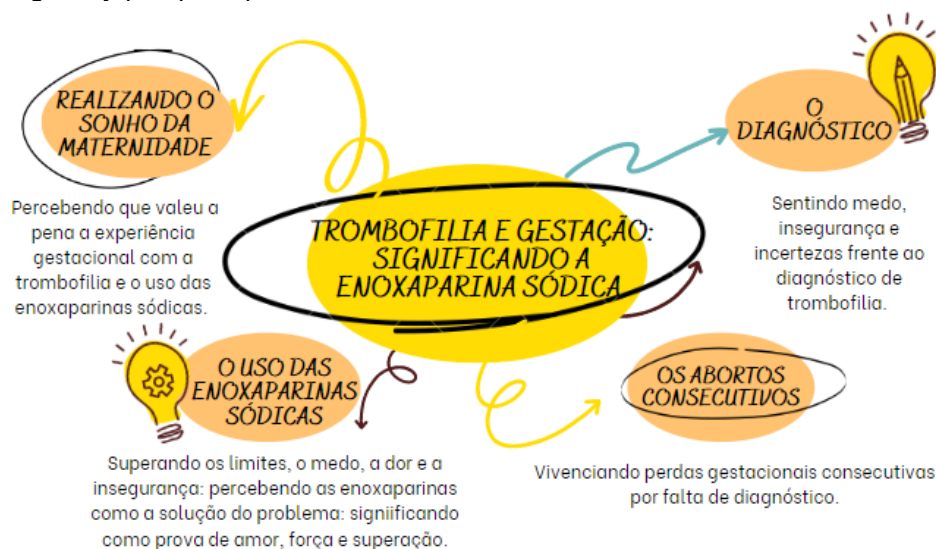 REALIZANDO O
SONHO DA
MATERNIDADE
Percebendo que valeu a
pena a experiência
gestacional com a
trombofilia e o uso das
enoxaparinas sódicas.
O
DIAGNÓSTICO
Sentindo medo,
insegurança e
incertezas frente ao
diagnóstico de
trombofilia.
TROMBOFILIA E GESTAÇÃO:
SIGNIFICANDO A
ENOXAPARINA SÓDICA
O USO DAS
ENOXAPARINAS
SÓDICAS
Superando os limites, o medo, a dor e a
insegurança: percebendo as enoxaparinas
como a solução do problema: signiificando
como prova de amor, força e superação.
OS ABORTOS
CONSECUTIVOS
Vivenciando perdas gestacionais consecutivas
por falta de diagnóstico.